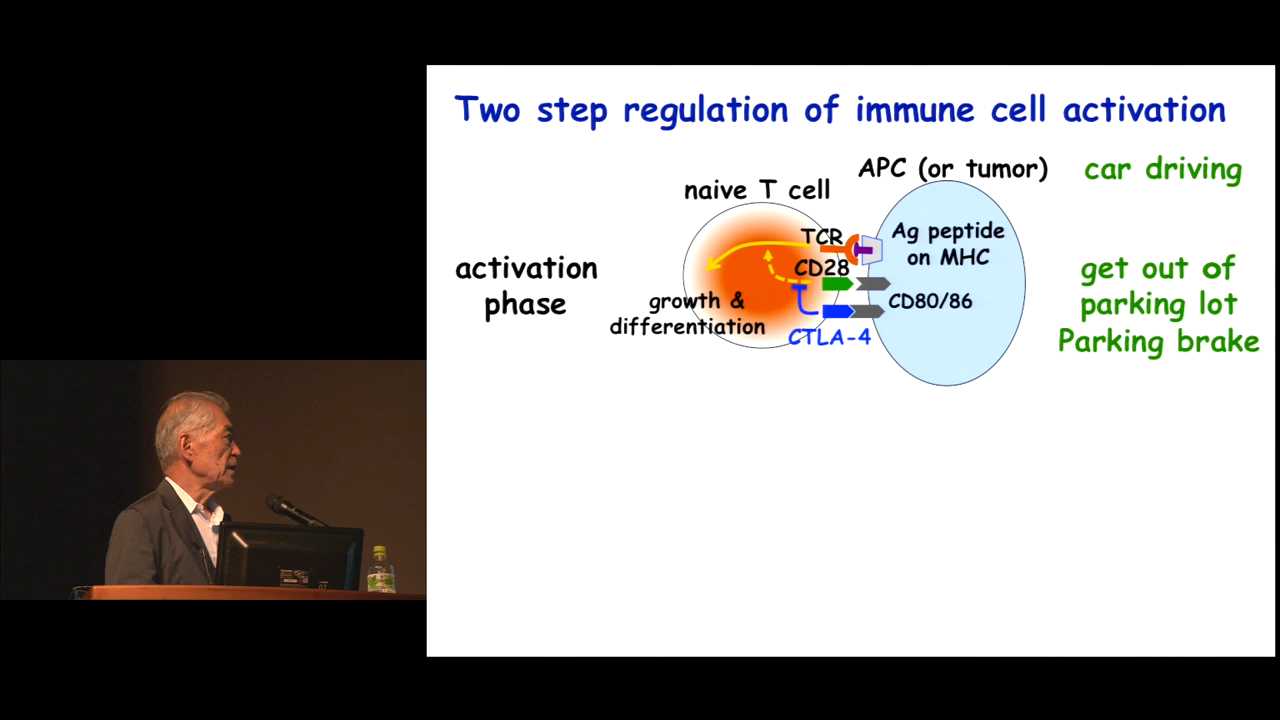 Two step regulation of immune cell activation
APC (or tumor)
car driving
naive T cell
TCR
Ag peptide
on MHC
activation
phase
CD28
get out of
parking lot
growth &
differentiation
CD80/86
CTLA-4
Parking brake